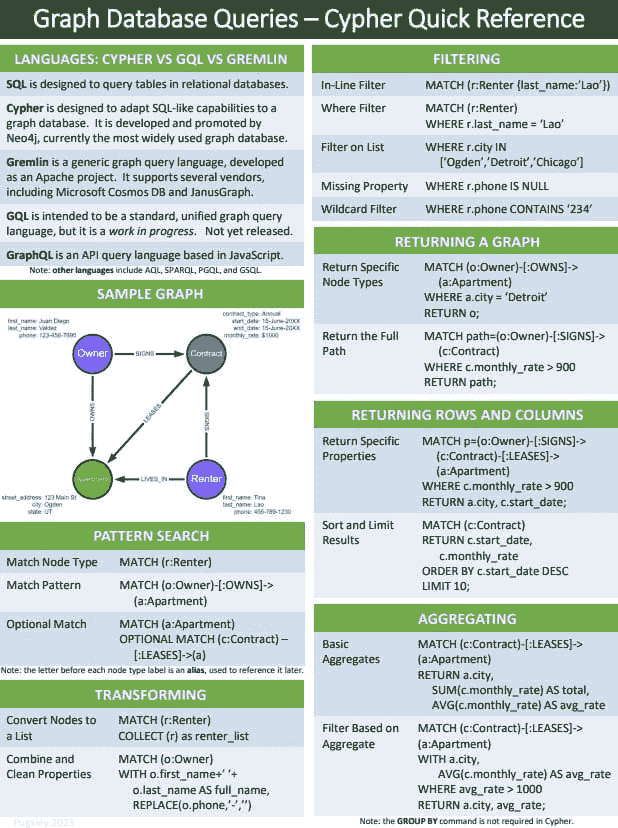 Graph Database Queries – Cypher Quick Reference
LANGUAGES: CYPHER VS GQL VS GREMLIN
SQL is designed to query tables in relational databases.
Cypher is designed to adapt SQL-like capabilities to a
graph database. It is developed and promoted by
Neo4j, currently the most widely used graph database.
Gremlin is a generic graph query language, developed
as an Apache project. It supports several vendors,
including Microsoft Cosmos DB and JanusGraph.
GQL is intended to be a standard, unified graph query
language, but it is a work in progress. Not yet released.
GraphQL is an API query language based in JavaScript.
Note: other languages include AQL, SPARQL, PGQL, and GSQL.
SAMPLE GRAPH
first_name: Juan Diego
last_name: Valdez
phone: 123-456-7890
contract_type: Annual
start_date: 15-June-20XX
end_date: 15-June-20XX
monthly_rate: $1000
Owner
SIGNS
Contract
OWNS
LEASES
SIGNS
Apartment
LIVES_IN
Renter
street_address: 123 Main St
city: Ogden
state: UT
first_name: Tina
last_name: Lao
phone: 456-789-1230
PATTERN SEARCH
Match Node Type MATCH (r:Renter)
Match Pattern MATCH (o:Owner)-[:OWNS]->
(a:Apartment)
Optional Match MATCH (a:Apartment)
OPTIONAL MATCH (c:Contract) –
[:LEASES]->(a)
Note: the letter before each node type label is an alias, used to reference it later.
TRANSFORMING
Convert Nodes to MATCH (r:Renter)
a List COLLECT (r) as renter_list
Combine and MATCH (o:Owner)
Clean Properties WITH o.first_name+' '+
o.last_name AS full_name,
REPLACE(o.phone,'-','')
Pugsley 2023
FILTERING
In-Line Filter MATCH (r:Renter {last_name:'Lao'})
Where Filter MATCH (r:Renter)
WHERE r.last_name = 'Lao'
Filter on List WHERE r.city IN
['Ogden','Detroit','Chicago']
Missing Property WHERE r.phone IS NULL
Wildcard Filter WHERE r.phone CONTAINS '234'
RETURNING A GRAPH
Return Specific MATCH (o:Owner)-[:OWNS]->
Node Types (a:Apartment)
WHERE a.city = 'Detroit'
RETURN o;
Return the Full MATCH path=(o:Owner)-[:SIGNS]->
Path (c:Contract)
WHERE c.monthly_rate > 900
RETURN path;
RETURNING ROWS AND COLUMNS
Return Specific MATCH p=(o:Owner)-[:SIGNS]->
Properties (c:Contract)-[:LEASES]->
(a:Apartment)
WHERE c.monthly_rate > 900
RETURN a.city, c.start_date;
Sort and Limit MATCH (c:Contract)
Results RETURN c.start_date,
c.monthly_rate
ORDER BY c.start_date DESC
LIMIT 10;
AGGREGATING
Basic MATCH (c:Contract)-[:LEASES]->
Aggregates (a:Apartment)
RETURN a.city,
SUM(c.monthly_rate) AS total,
AVG(c.monthly_rate) AS avg_rate
Filter Based on MATCH (c:Contract)-[:LEASES]->
Aggregate (a:Apartment)
WITH a.city,
AVG(c.monthly_rate) AS avg_rate
WHERE avg_rate > 1000
RETURN a.city, avg_rate;
Note: the GROUP BY command is not required in Cypher.